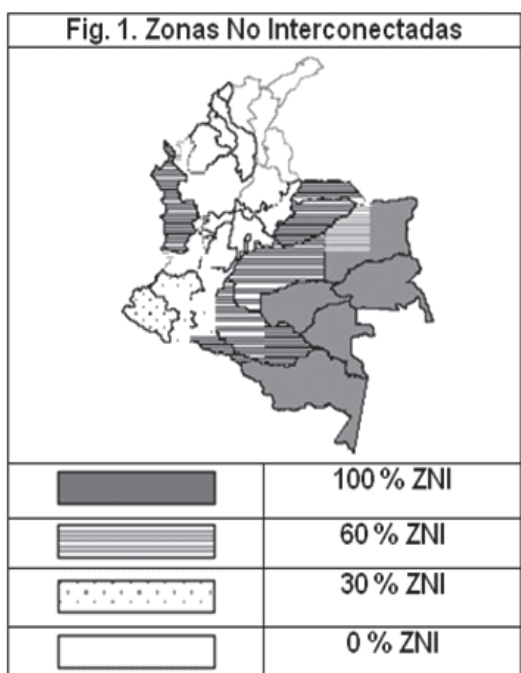 Fig. 1. Zonas No Interconectadas
100 % ZNI
60 % ZNI
30 % ZNI
0 % ZNI